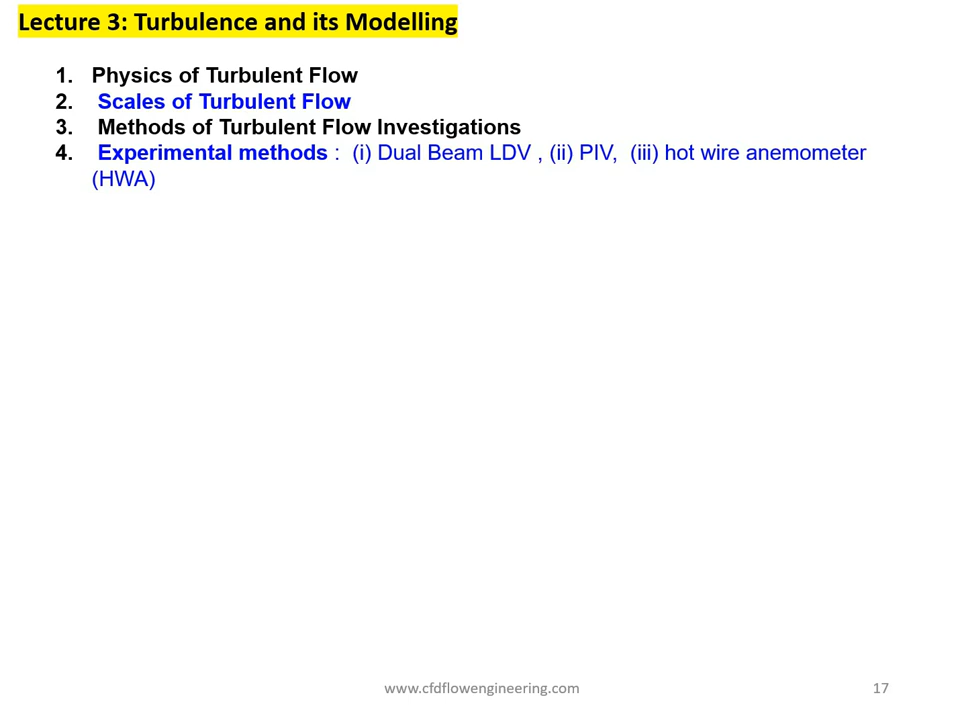 Lecture 3: Turbulence and its Modelling
1. Physics of Turbulent Flow
2. Scales of Turbulent Flow
3. Methods of Turbulent Flow Investigations
4. Experimental methods : (i) Dual Beam LDV , (ii) PIV, (iii) hot wire anemometer
(HWA)
www.cfdflowengineering.com
17